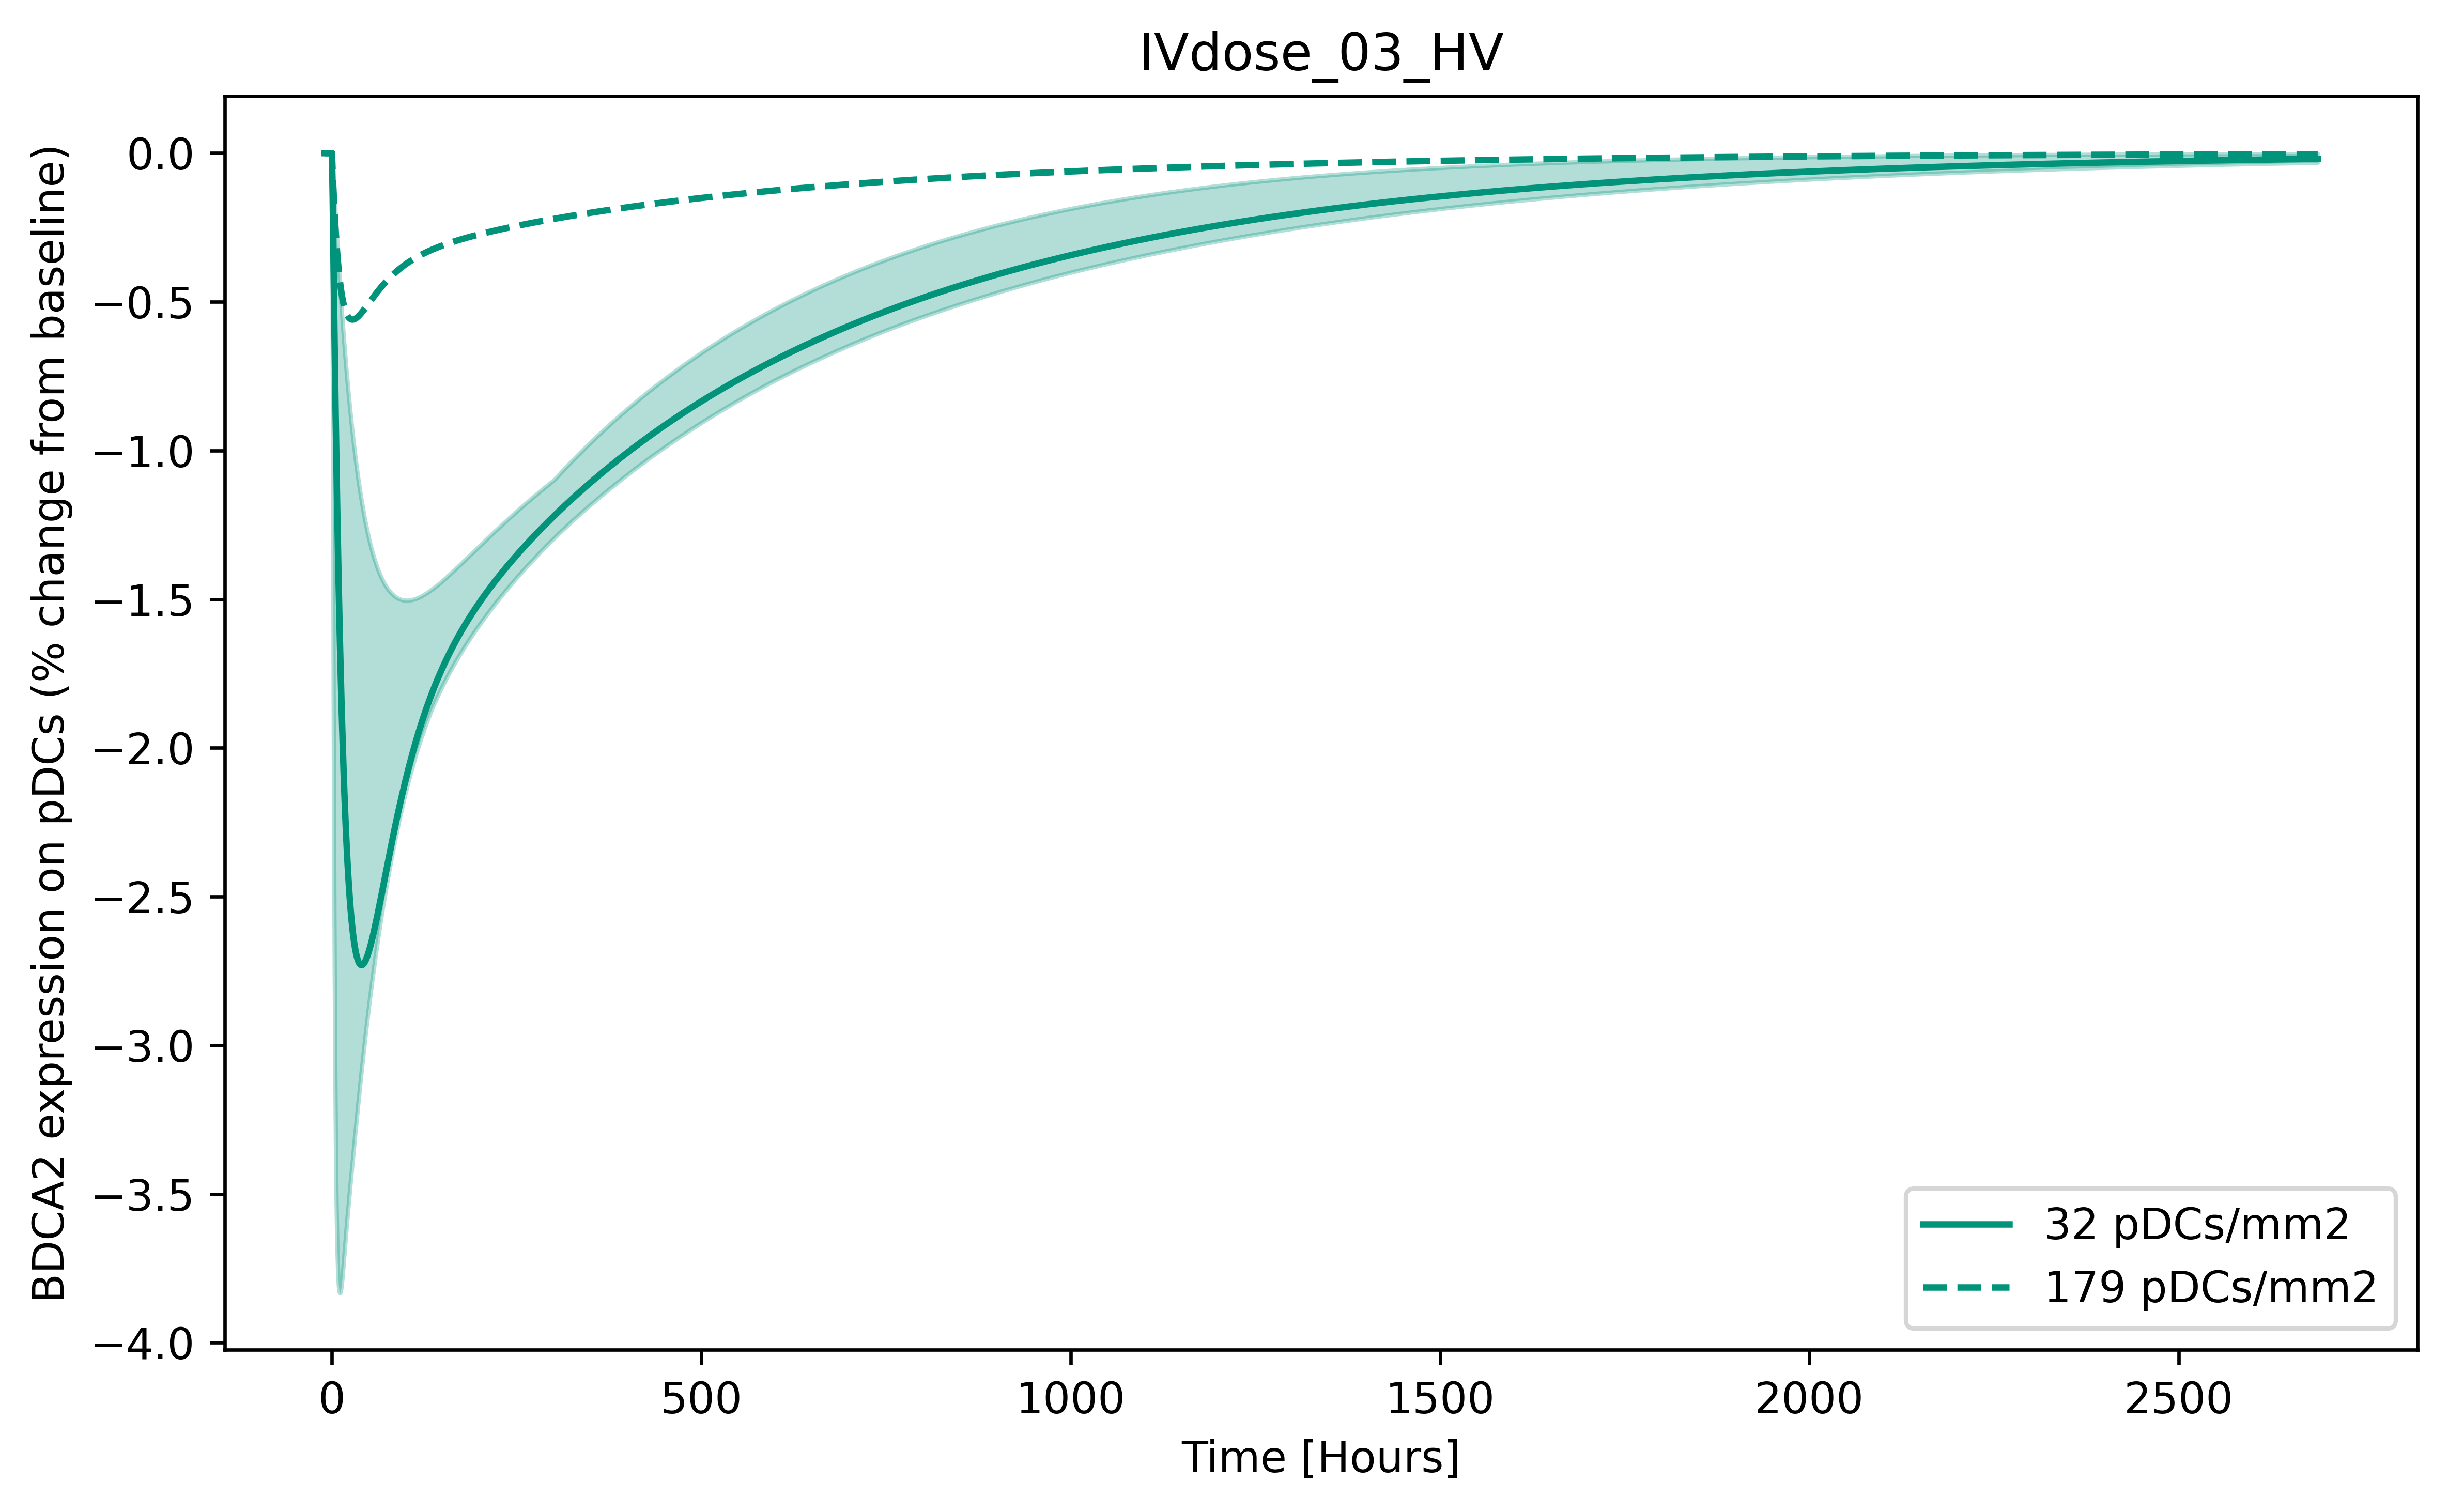 IVdose_03_HV
BDCA2 expression on pDCs (% change from baseline)
0.0
−0.5
−1.0
−1.5
−2.0
−2.5
−3.0
−3.5
−4.0
32 pDCs/mm2
179 pDCs/mm2
0 500 1000 1500 2000 2500
Time [Hours]